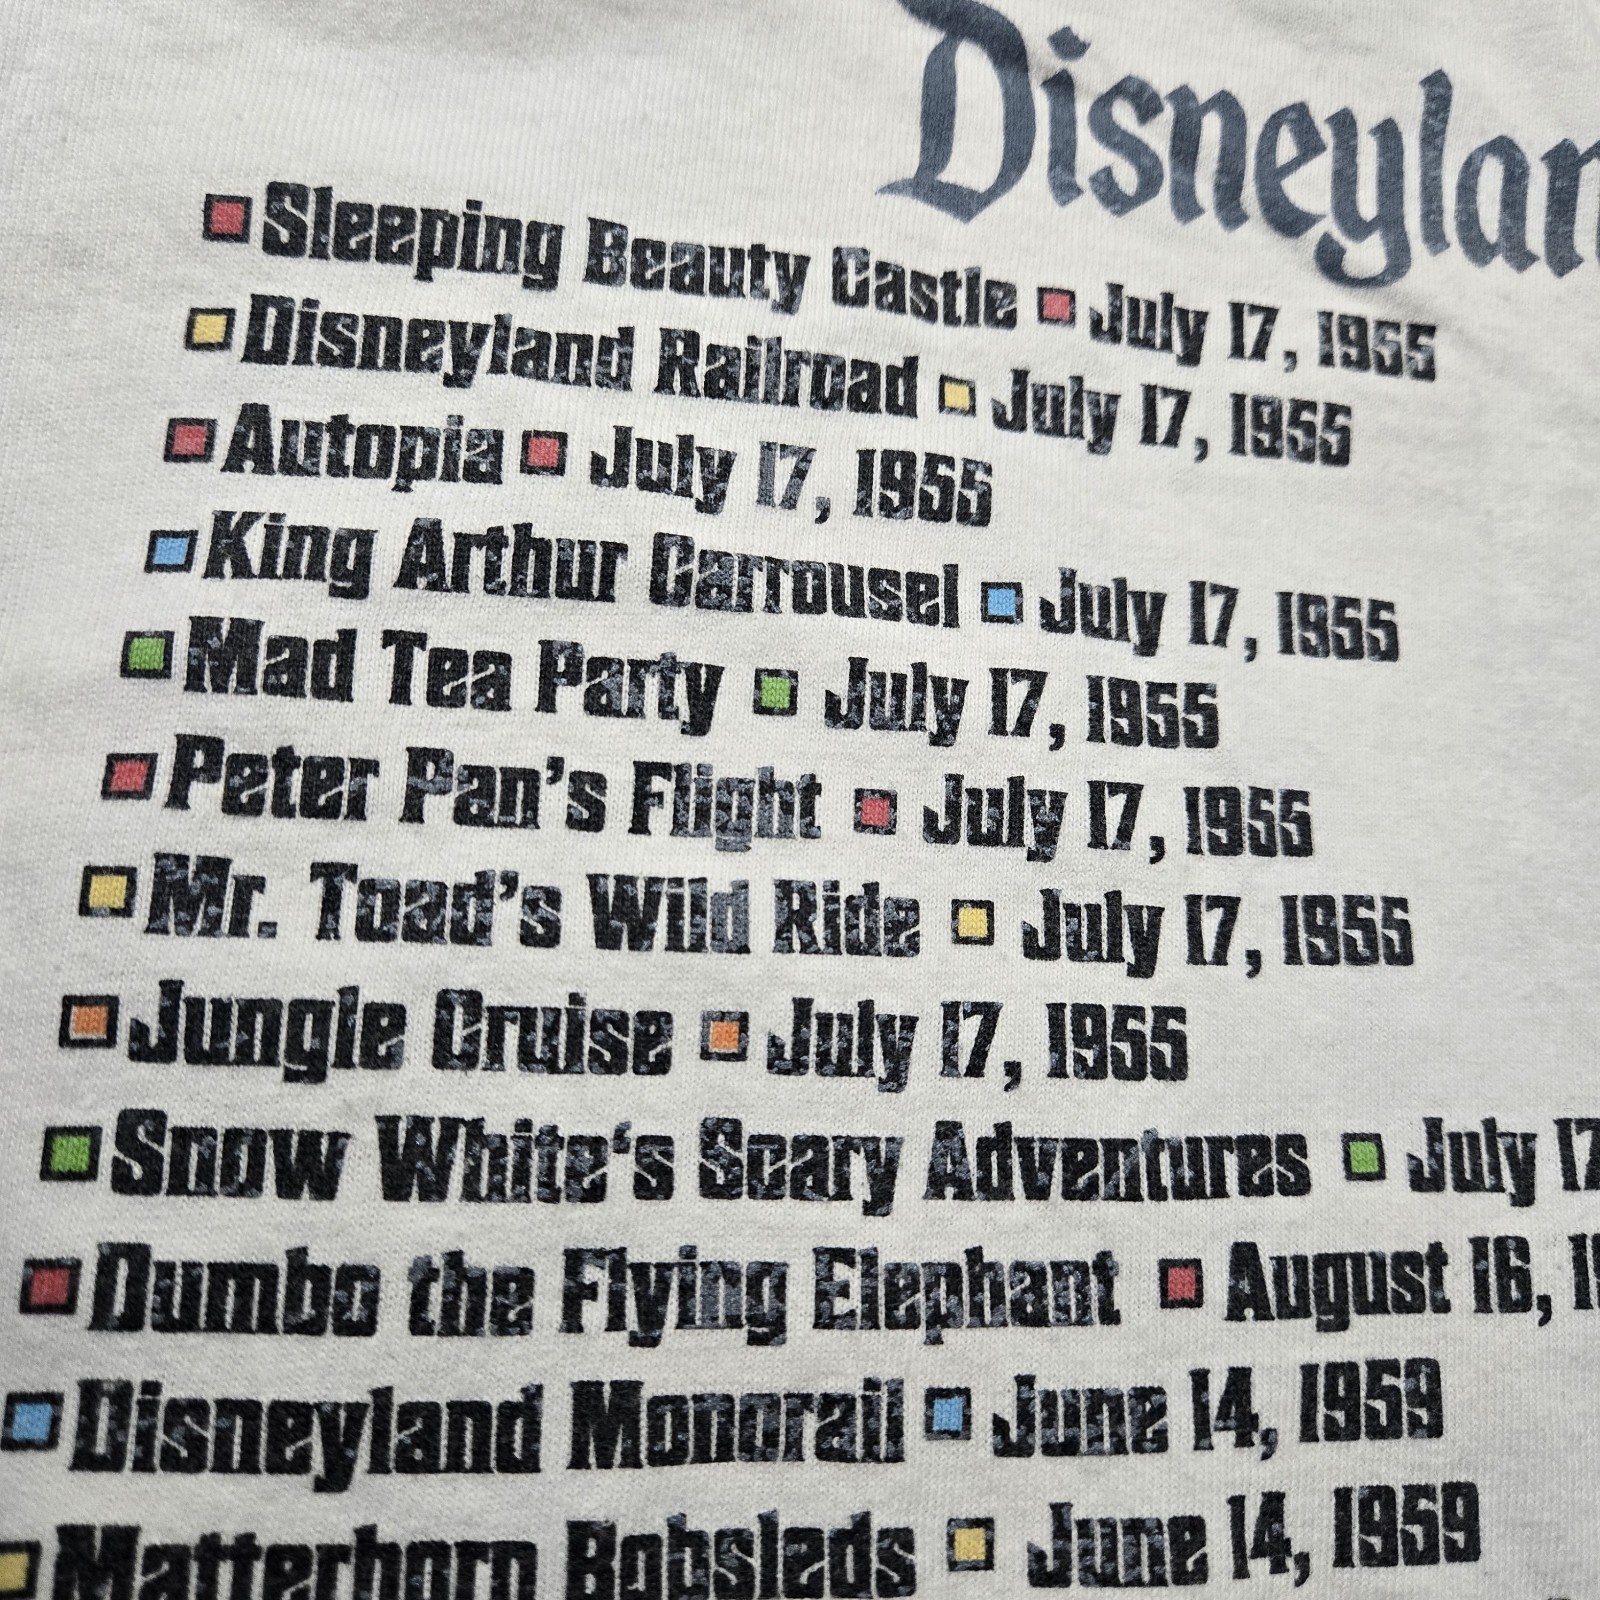 Disneylan
Sleeping Beauty Castle July 17, 1955
Disneyland Railroad July 17, 1955
Autopia July 17, 1955
King Arthur Carrousel July 17, 1955
Mad Tea Party July 17, 1955
Peter Pan's Flight July 17, 1955
Mr. Toad's Wild Ride July 17, 1955
Jungle Cruise July 17, 1955
Snow White's Scary Adventures July 17
Dumbo the Flying Elephant August 16,
Disneyland Monorail June 14, 1959
Matterhorn Bobsleds June 14, 1959